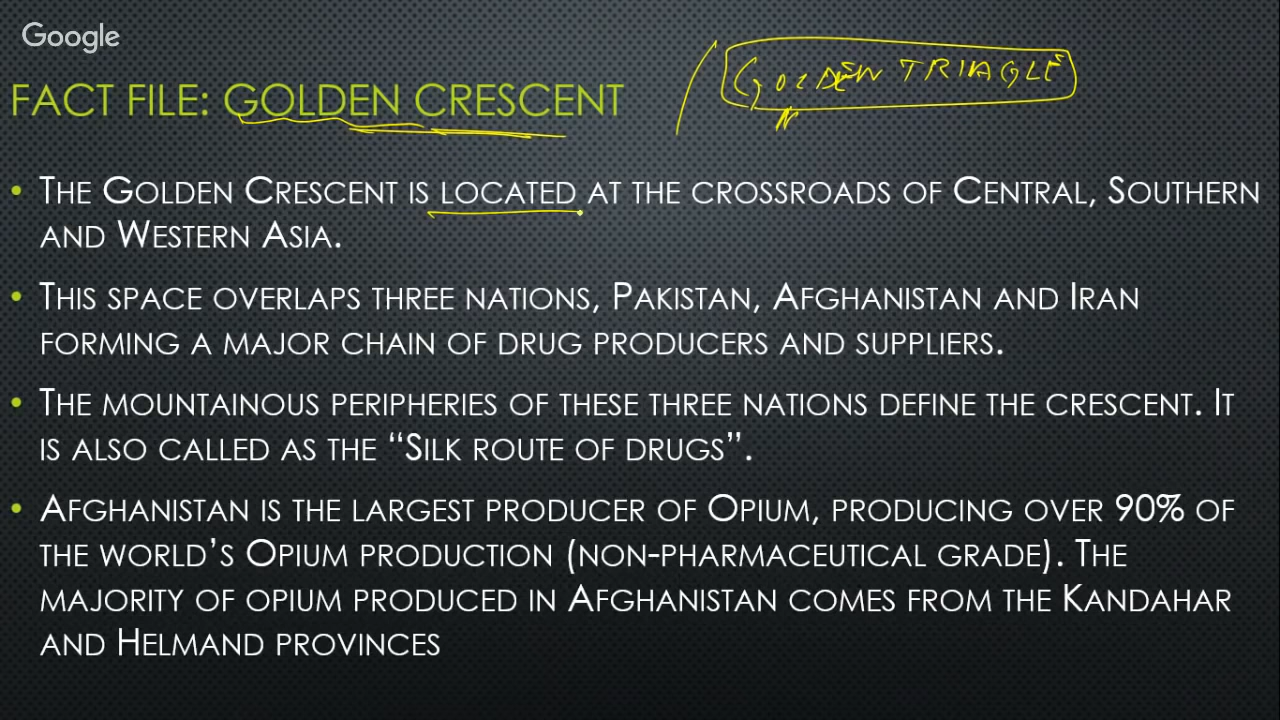 Google
GOLDEN TRIAGLE
FACT FILE: GOLDEN CRESCENT
• THE GOLDEN CRESCENT IS LOCATED AT THE CROSSROADS OF CENTRAL, SOUTHERN
AND WESTERN ASIA.
• THIS SPACE OVERLAPS THREE NATIONS, PAKISTAN, AFGHANISTAN AND IRAN
FORMING A MAJOR CHAIN OF DRUG PRODUCERS AND SUPPLIERS.
• THE MOUNTAINOUS PERIPHERIES OF THESE THREE NATIONS DEFINE THE CRESCENT. IT
IS ALSO CALLED AS THE “SILK ROUTE OF DRUGS”.
• AFGHANISTAN IS THE LARGEST PRODUCER OF OPIUM, PRODUCING OVER 90% OF
THE WORLD’S OPIUM PRODUCTION (NON-PHARMACEUTICAL GRADE). THE
MAJORITY OF OPIUM PRODUCED IN AFGHANISTAN COMES FROM THE KANDAHAR
AND HELMAND PROVINCES